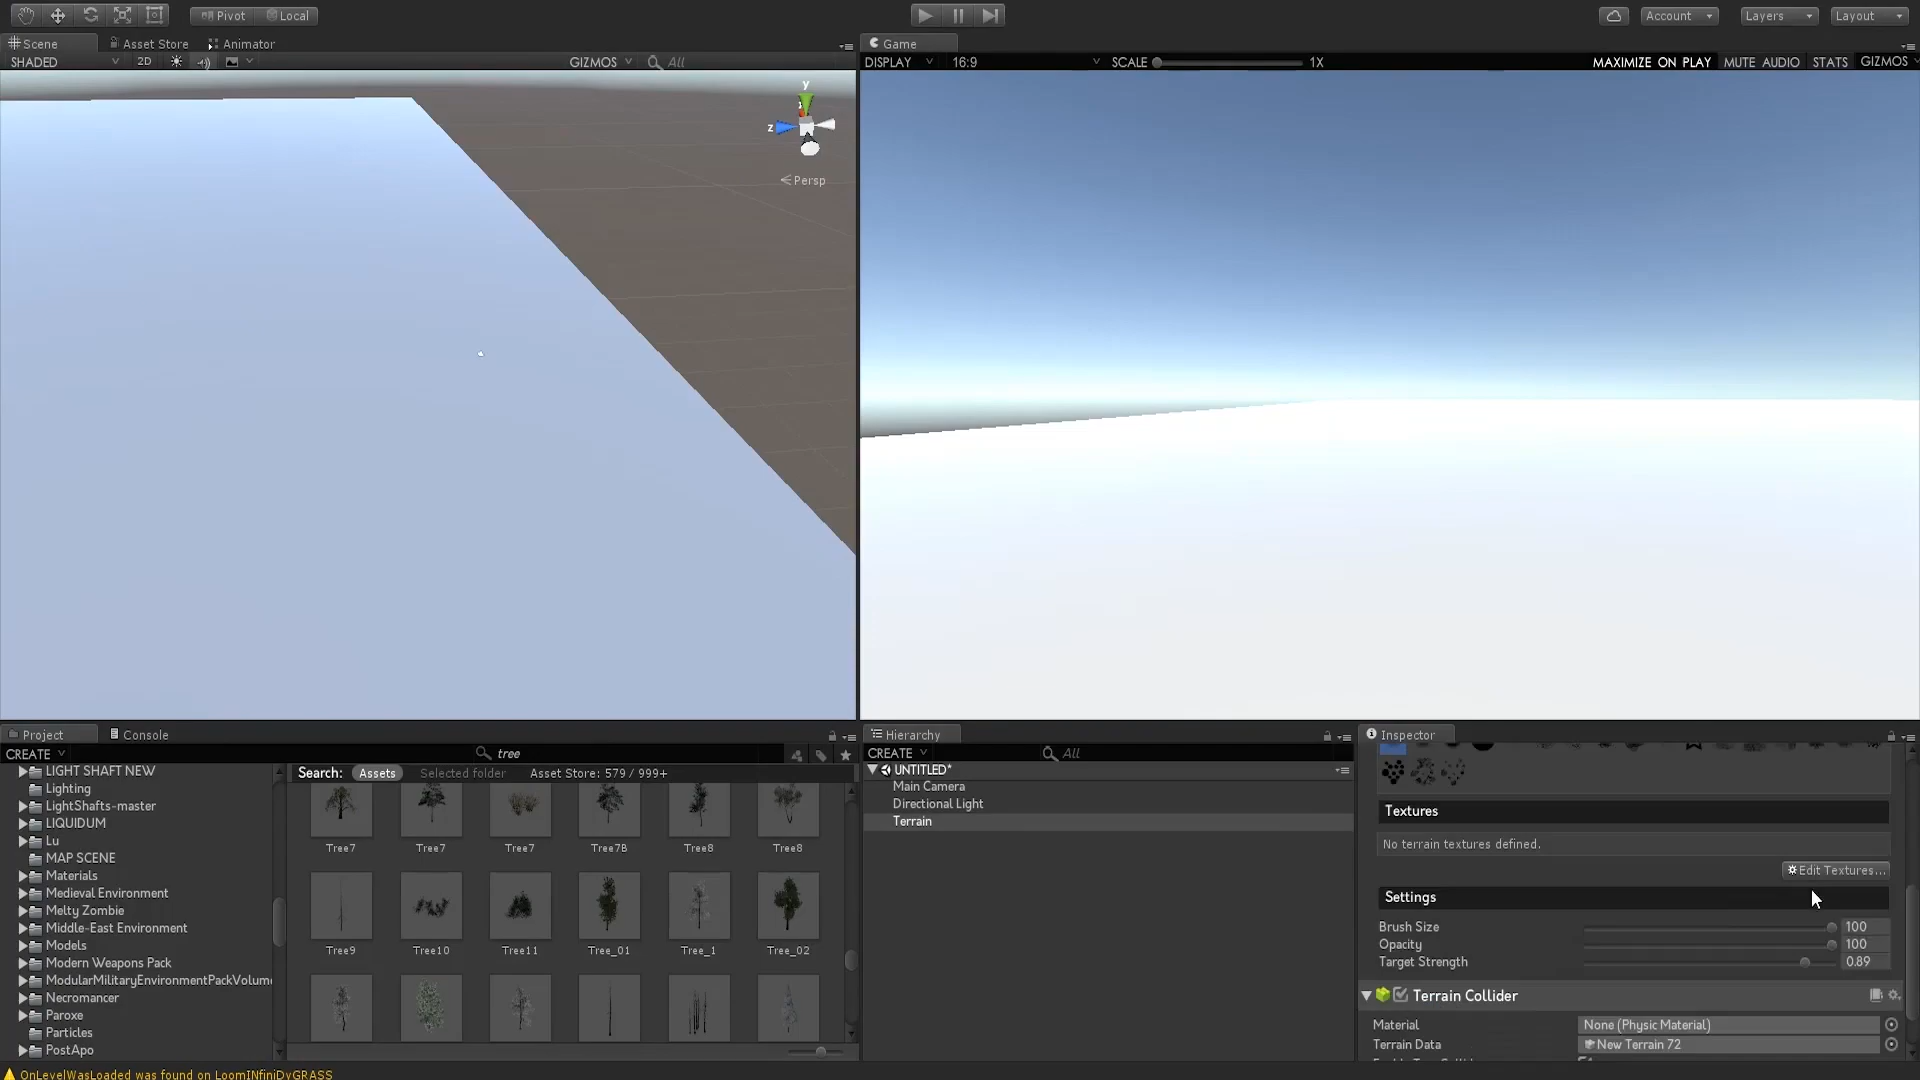 Pivot Local
Account Layers Layout
Scene Asset Store Animator
Game
SHADED 2D GIZMOS All
DISPLAY 16:9 SCALE 1X MAXIMIZE ON PLAY MUTE AUDIO STATS GIZMOS
y
z
Persp
Project Console
Hierarchy
Inspector
CREATE tree
CREATE All
LIGHT SHAFT NEW
Lighting
LightShafts-master
LIQUIDUM
Lu
MAP SCENE
Materials
Medieval Environment
Melty Zombie
Middle-East Environment
Models
Modern Weapons Pack
ModularMilitaryEnvironmentPackVolum
Necromancer
Paroxe
Particles
PostApo
Search: Assets Selected folder Asset Store: 579 / 999+
Tree7 Tree7 Tree7 Tree7B Tree8 Tree8
Tree9 Tree10 Tree11 Tree_01 Tree_1 Tree_02
UNTITLED*
Main Camera
Directional Light
Terrain
Textures
No terrain textures defined.
Edit Textures...
Settings
Brush Size 100
Opacity 100
Target Strength 0.89
Terrain Collider
Material None (Physic Material)
Terrain Data New Terrain 72
OnLevelWasLoaded was found on LoomINfiniDyGRASS